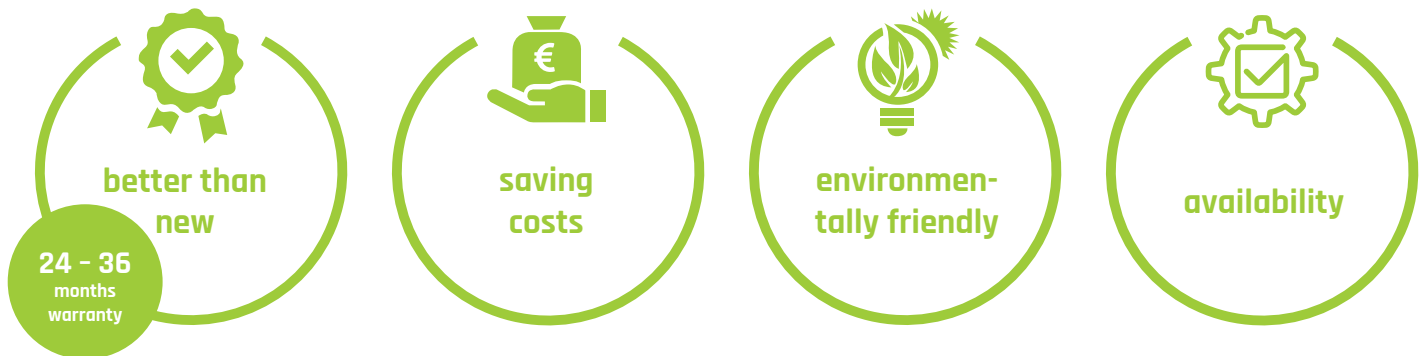 better than
new
24 – 36
months
warranty
€
saving
costs
environmen-
tally friendly
availability